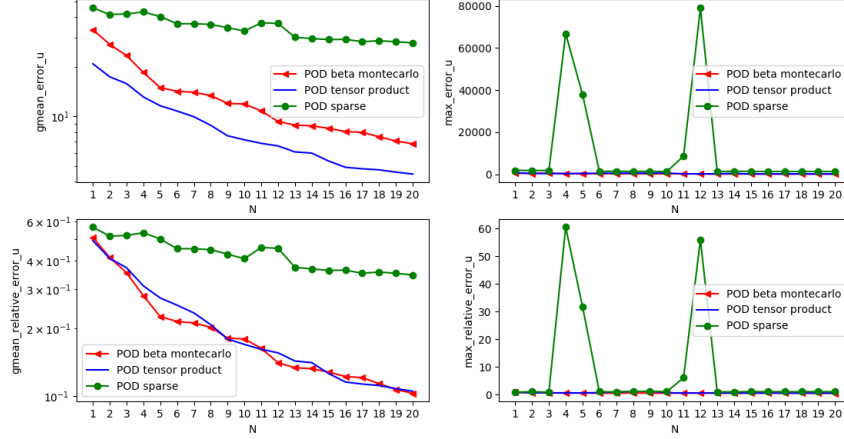 gmean_error_u
10¹
POD beta montecarlo
POD tensor product
POD sparse
1 2 3 4 5 6 7 8 9 10 11 12 13 14 15 16 17 18 19 20
N
max_error_u
80000
60000
40000
20000
0
POD beta montecarlo
POD tensor product
POD sparse
1 2 3 4 5 6 7 8 9 10 11 12 13 14 15 16 17 18 19 20
N
gmean_relative_error_u
6 × 10⁻¹
4 × 10⁻¹
3 × 10⁻¹
2 × 10⁻¹
10⁻¹
POD beta montecarlo
POD tensor product
POD sparse
1 2 3 4 5 6 7 8 9 10 11 12 13 14 15 16 17 18 19 20
N
max_relative_error_u
60
50
40
30
20
10
0
POD beta montecarlo
POD tensor product
POD sparse
1 2 3 4 5 6 7 8 9 10 11 12 13 14 15 16 17 18 19 20
N